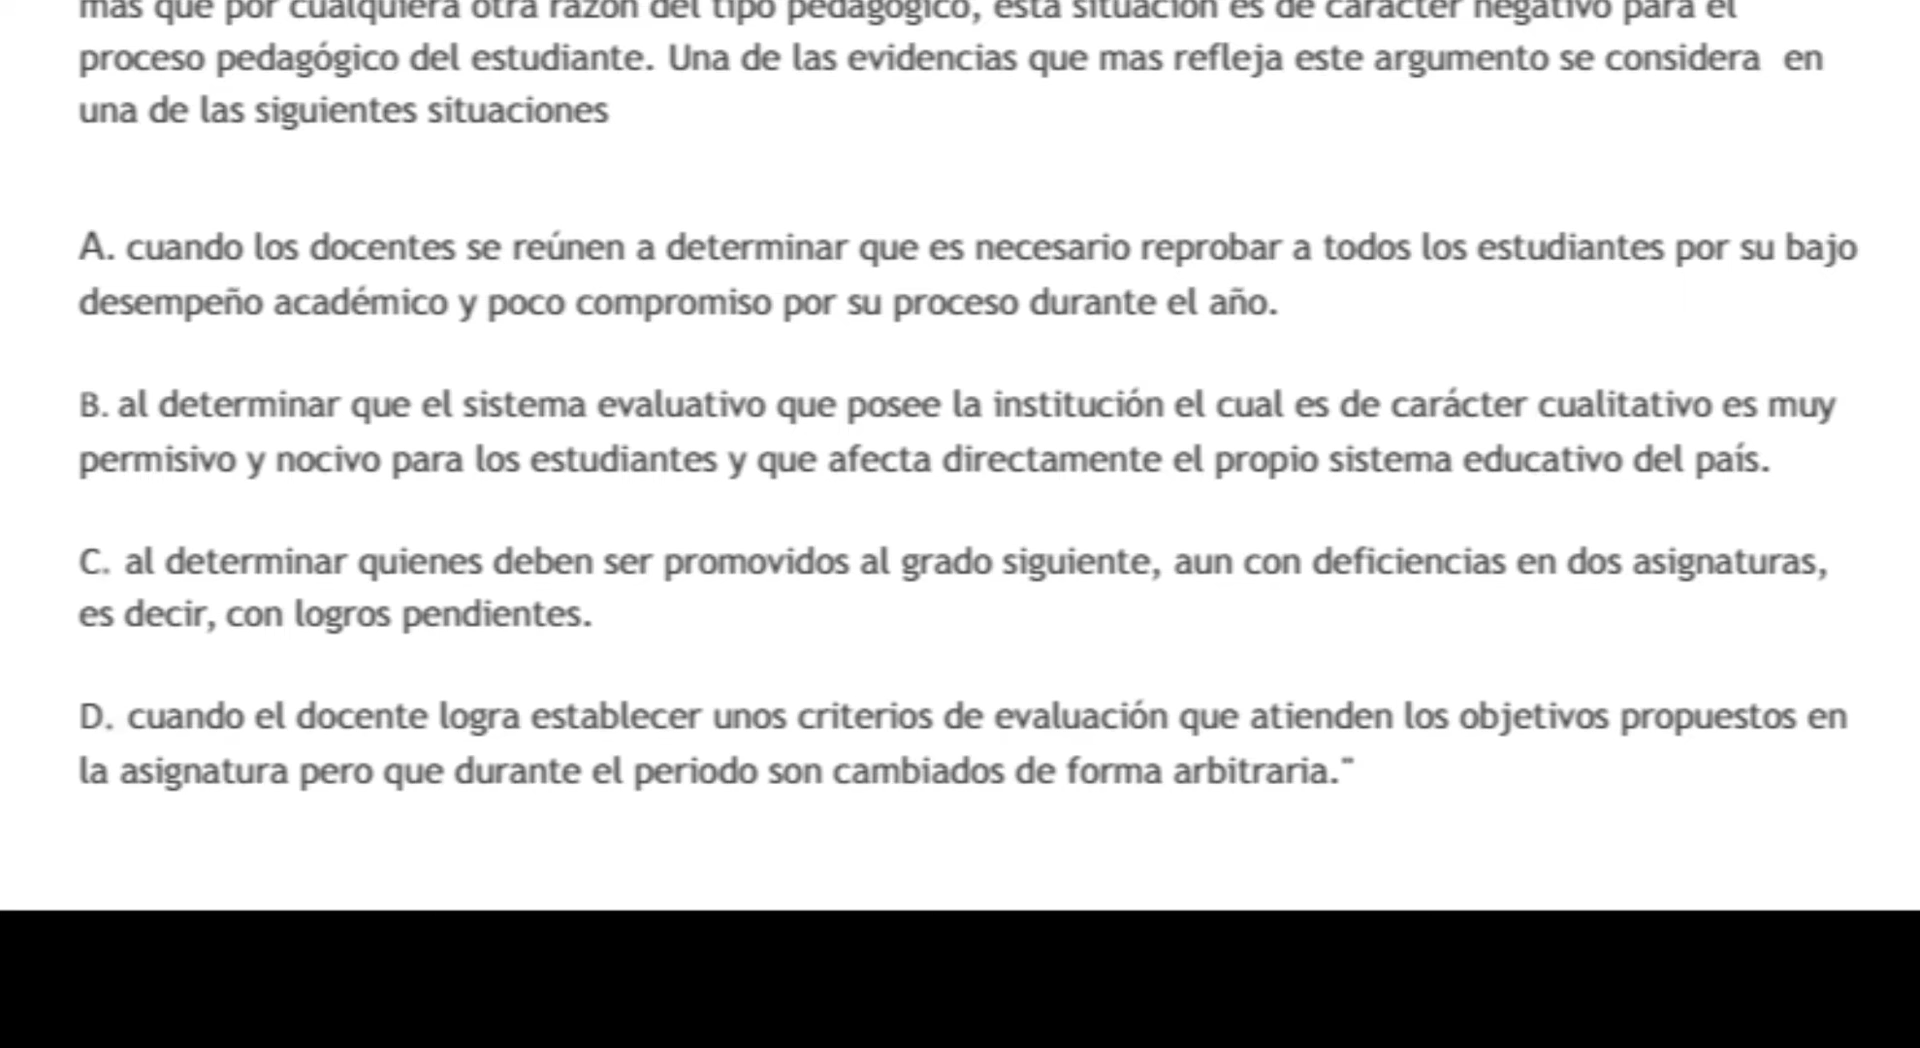 más que por cualquiera otra razón del tipo pedagógico, esta situación es de carácter negativo para el
proceso pedagógico del estudiante. Una de las evidencias que mas refleja este argumento se considera en
una de las siguientes situaciones
A. cuando los docentes se reúnen a determinar que es necesario reprobar a todos los estudiantes por su bajo
desempeño académico y poco compromiso por su proceso durante el año.
B. al determinar que el sistema evaluativo que posee la institución el cual es de carácter cualitativo es muy
permisivo y nocivo para los estudiantes y que afecta directamente el propio sistema educativo del país.
C. al determinar quienes deben ser promovidos al grado siguiente, aun con deficiencias en dos asignaturas,
es decir, con logros pendientes.
D. cuando el docente logra establecer unos criterios de evaluación que atienden los objetivos propuestos en
la asignatura pero que durante el periodo son cambiados de forma arbitraria."